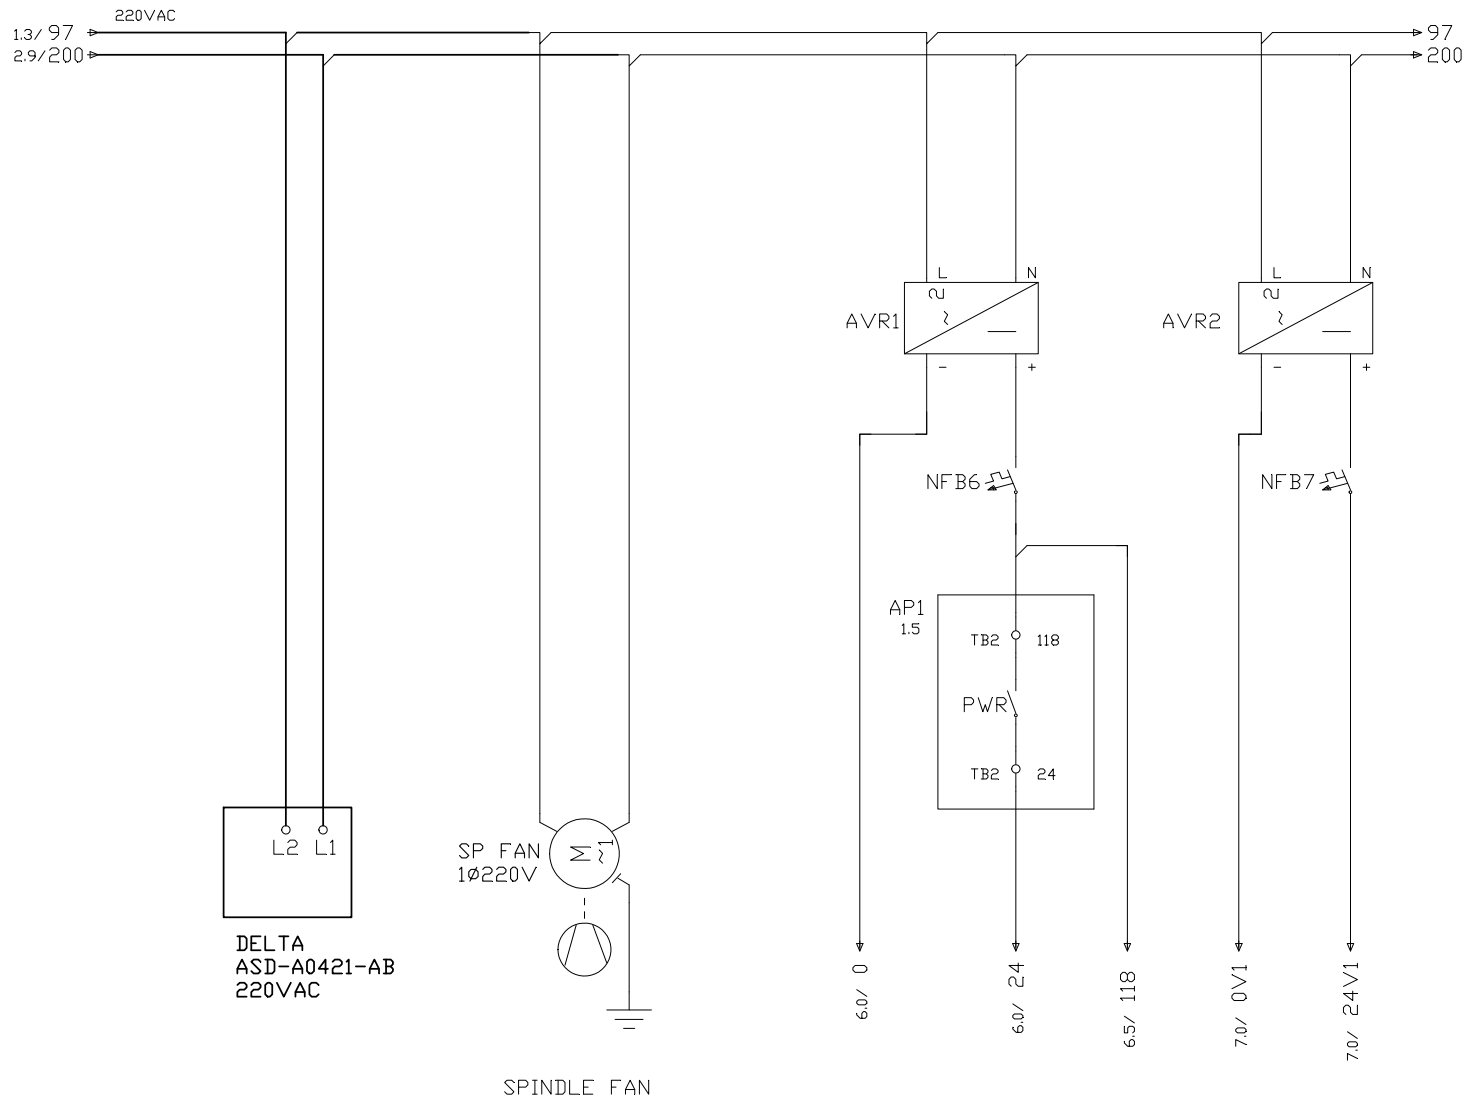 220VAC
1.3/ 97
97
2.9/ 200
200
L N
L N
AVR1
AVR2
- +
- +
NFB6
NFB7
AP1
1.5
TB2 118
PWR
TB2 24
L2 L1
SP FAN
1ø220V
M
~1
DELTA
ASD-A0421-AB
220VAC
6.0/ 0
6.0/ 24
6.5/ 118
7.0/ 0V1
7.0/ 24V1
SPINDLE FAN